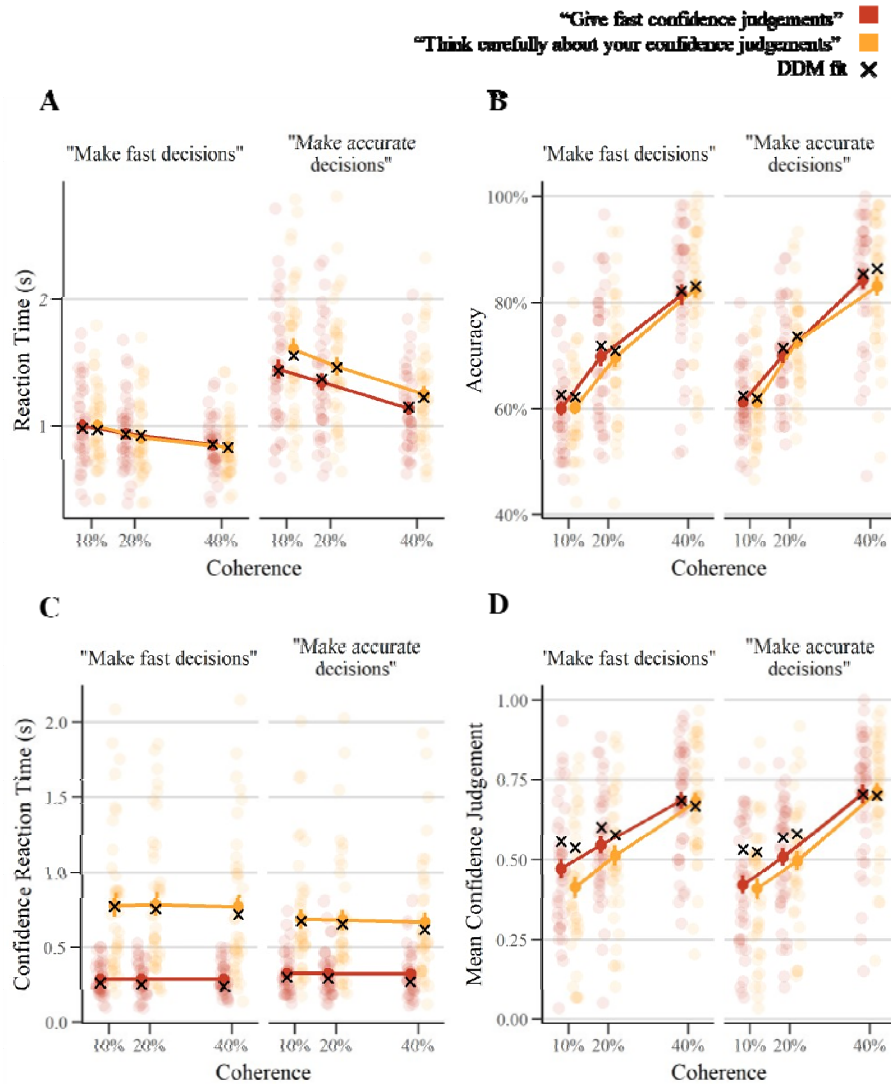 “Give fast confidence judgements”
“Think carefully about your confidence judgements”
DDM fit
A
B
"Make fast decisions"
"Make accurate
decisions"
'Make fast decisions"
"Make accurate
decisions"
Reaction Time (s)
2
1
10%
20%
40%
10%
20%
40%
Coherence
Accuracy
100%
80%
60%
40%
10%
20%
40%
10%
20%
40%
Coherence
C
D
"Make fast decisions"
"Make accurate
decisions"
'Make fast decisions"
"Make accurate
decisions"
Confidence Reaction Time (s)
2.0
1.5
1.0
0.5
0.0
10%
20%
40%
10%
20%
40%
Coherence
Mean Confidence Judgement
1.00
0.75
0.50
0.25
0.00
10%
20%
40%
10%
20%
40%
Coherence